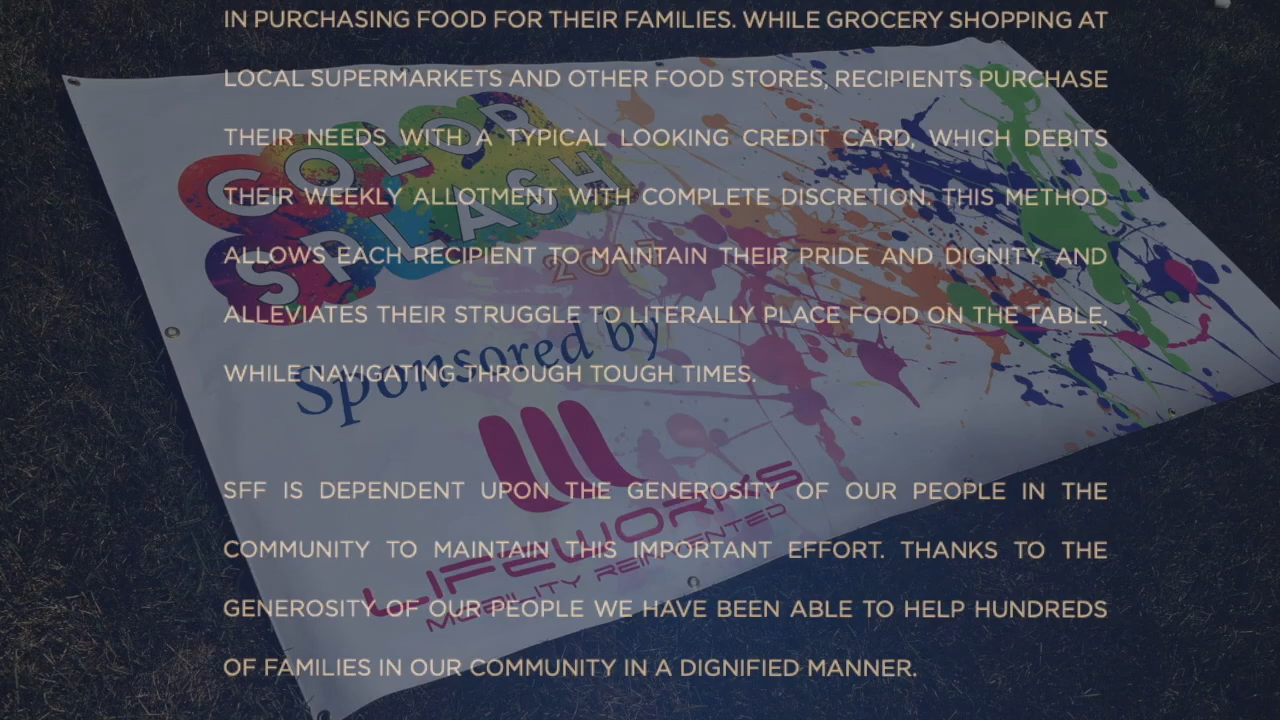 IN PURCHASING FOOD FOR THEIR FAMILIES. WHILE GROCERY SHOPPING AT
LOCAL SUPERMARKETS AND OTHER FOOD STORES, RECIPIENTS PURCHASE
THEIR NEEDS WITH A TYPICAL LOOKING CREDIT CARD, WHICH DEBITS
THEIR WEEKLY ALLOTMENT WITH COMPLETE DISCRETION. THIS METHOD
ALLOWS EACH RECIPIENT TO MAINTAIN THEIR PRIDE AND DIGNITY, AND
ALLEVIATES THEIR STRUGGLE TO LITERALLY PLACE FOOD ON THE TABLE,
WHILE NAVIGATING THROUGH TOUGH TIMES.
SFF IS DEPENDENT UPON THE GENEROSITY OF OUR PEOPLE IN THE
COMMUNITY TO MAINTAIN THIS IMPORTANT EFFORT. THANKS TO THE
GENEROSITY OF OUR PEOPLE WE HAVE BEEN ABLE TO HELP HUNDREDS
OF FAMILIES IN OUR COMMUNITY IN A DIGNIFIED MANNER.
COLOR
SPLASH
2017
Sponsored by
LIFEWORKS
MOBILITY REINVENTED